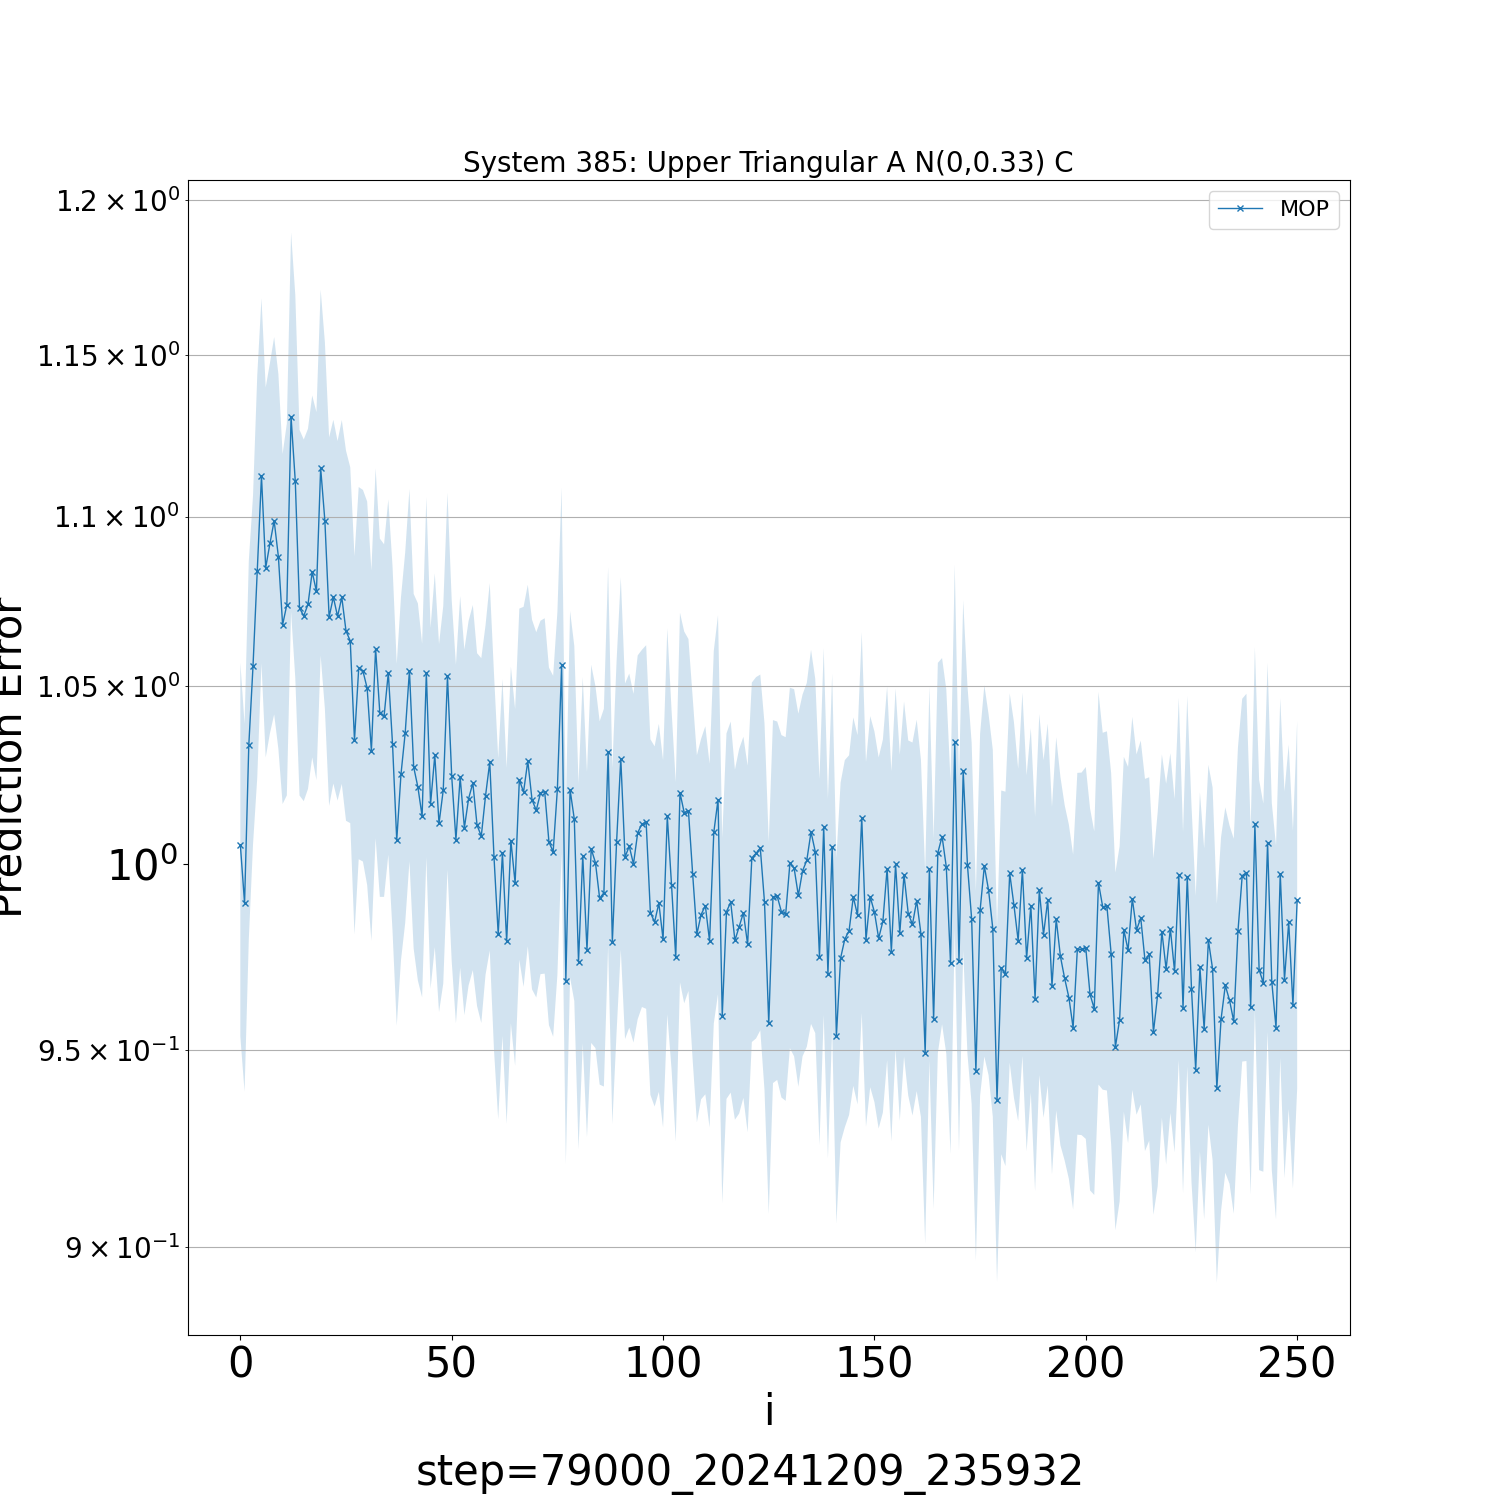 System 385: Upper Triangular A N(0,0.33) C
MOP
Prediction Error
1.2 × 10⁰
1.15 × 10⁰
1.1 × 10⁰
1.05 × 10⁰
10⁰
9.5 × 10⁻¹
9 × 10⁻¹
0 50 100 150 200 250
i
step=79000_20241209_235932